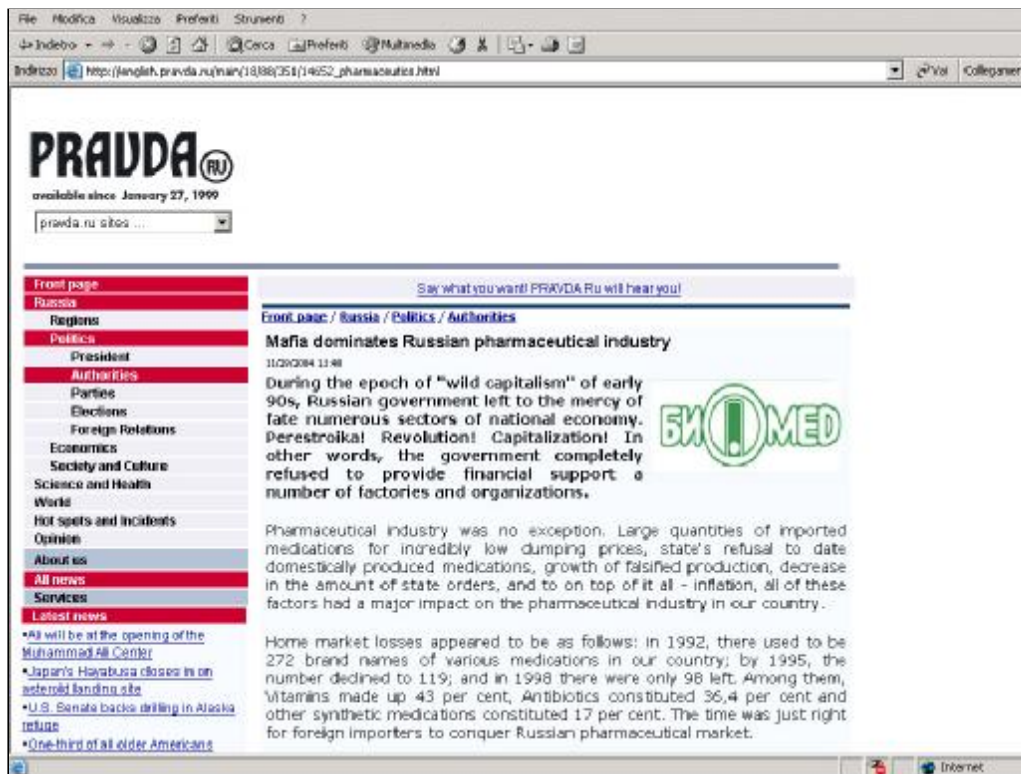 File Modifica Visualizza Preferiti Strumenti ?
Indietro Cerca Preferiti Multimedia
Indirizzo http://english.pravda.ru/main/18/88/351/14652_pharmaceutics.html Vai Collegamen
PRAVDA RU
available since January 27, 1999
pravda.ru sites ...
Front page
Russia
Regions
Politics
President
Authorities
Parties
Elections
Foreign Relations
Economics
Society and Culture
Science and Health
World
Hot spots and Incidents
Opinion
About us
All news
Services
Latest news
•All will be at the opening of the
Muhammad Ali Center
•Japan's Hayabusa closes in on
asteroid landing site
•U.S. Senate backs drilling in Alaska
refuge
•One-third of all older Americans
Say what you want! PRAVDA.Ru will hear you!
Front page / Russia / Politics / Authorities
Mafia dominates Russian pharmaceutical industry
11/29/2004 13:48
During the epoch of "wild capitalism" of early
90s, Russian government left to the mercy of
fate numerous sectors of national economy.
Perestroika! Revolution! Capitalization! In
other words, the government completely
refused to provide financial support a
number of factories and organizations.
БИОМЕД
Pharmaceutical industry was no exception. Large quantities of imported
medications for incredibly low dumping prices, state's refusal to date
domestically produced medications, growth of falsified production, decrease
in the amount of state orders, and to on top of it all - inflation, all of these
factors had a major impact on the pharmaceutical industry in our country.
Home market losses appeared to be as follows: in 1992, there used to be
272 brand names of various medications in our country; by 1995, the
number declined to 119; and in 1998 there were only 98 left. Among them,
Vitamins made up 43 per cent, Antibiotics constituted 36,4 per cent and
other synthetic medications constituted 17 per cent. The time was just right
for foreign importers to conquer Russian pharmaceutical market.
Internet